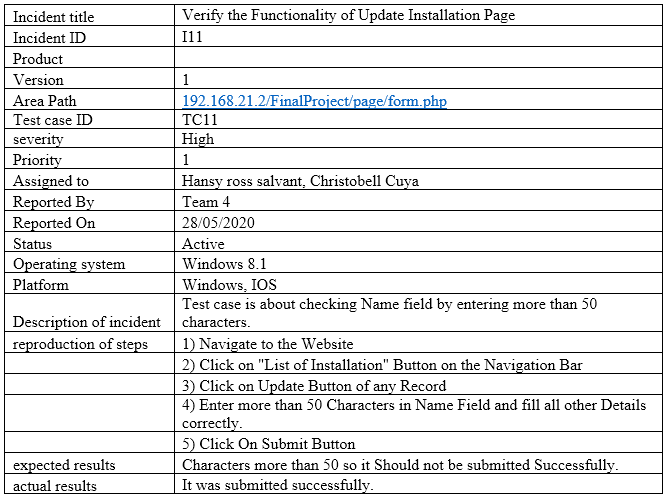 Incident title Verify the Functionality of Update Installation Page
Incident ID I11
Product
Version 1
Area Path 192.168.21.2/FinalProject/page/form.php
Test case ID TC11
severity High
Priority 1
Assigned to Hansy ross salvant, Christobell Cuya
Reported By Team 4
Reported On 28/05/2020
Status Active
Operating system Windows 8.1
Platform Windows, IOS
Description of incident Test case is about checking Name field by entering more than 50
characters.
reproduction of steps 1) Navigate to the Website
2) Click on "List of Installation" Button on the Navigation Bar
3) Click on Update Button of any Record
4) Enter more than 50 Characters in Name Field and fill all other Details
correctly.
5) Click On Submit Button
expected results Characters more than 50 so it Should not be submitted Successfully.
actual results It was submitted successfully.